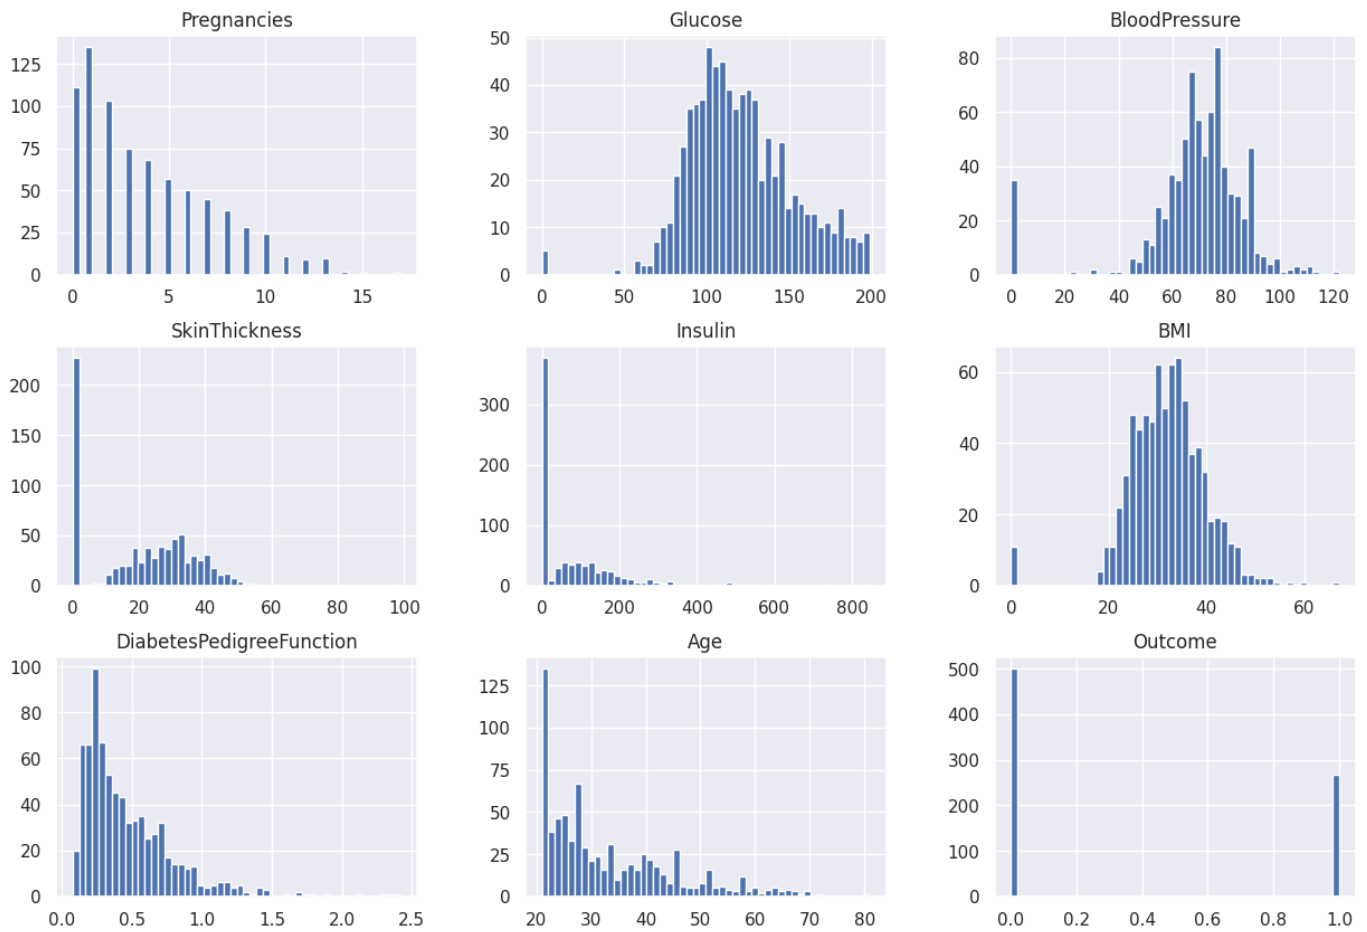 Pregnancies
125
100
75
50
25
0
0 5 10 15
Glucose
50
40
30
20
10
0
0 50 100 150 200
BloodPressure
80
60
40
20
0
0 20 40 60 80 100 120
SkinThickness
200
150
100
50
0
0 20 40 60 80 100
Insulin
300
200
100
0
0 200 400 600 800
BMI
60
40
20
0
0 20 40 60
DiabetesPedigreeFunction
100
80
60
40
20
0
0.0 0.5 1.0 1.5 2.0 2.5
Age
125
100
75
50
25
0
20 30 40 50 60 70 80
Outcome
500
400
300
200
100
0
0.0 0.2 0.4 0.6 0.8 1.0